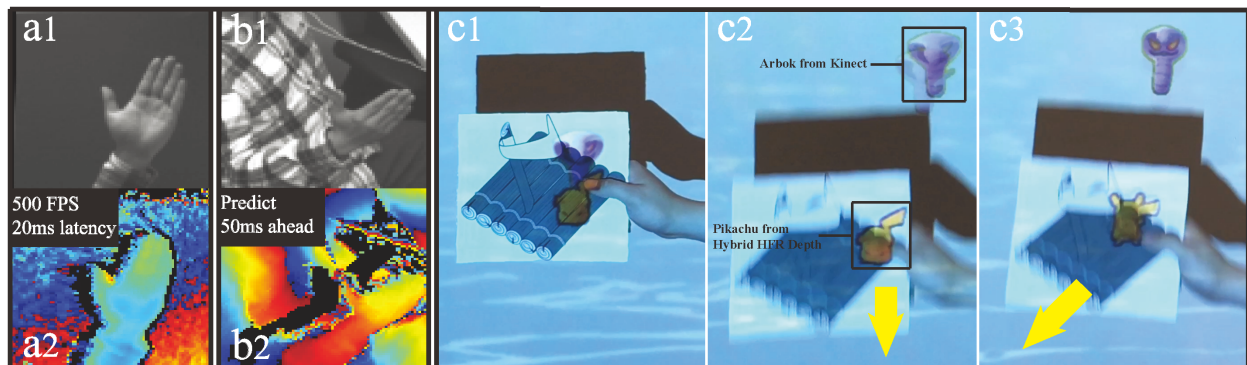 a1
b1
c1
c2
c3
Arbok from Kinect
500 FPS
20ms latency
Predict
50ms ahead
Pikachu from
Hybrid HFR Depth
a2
b2